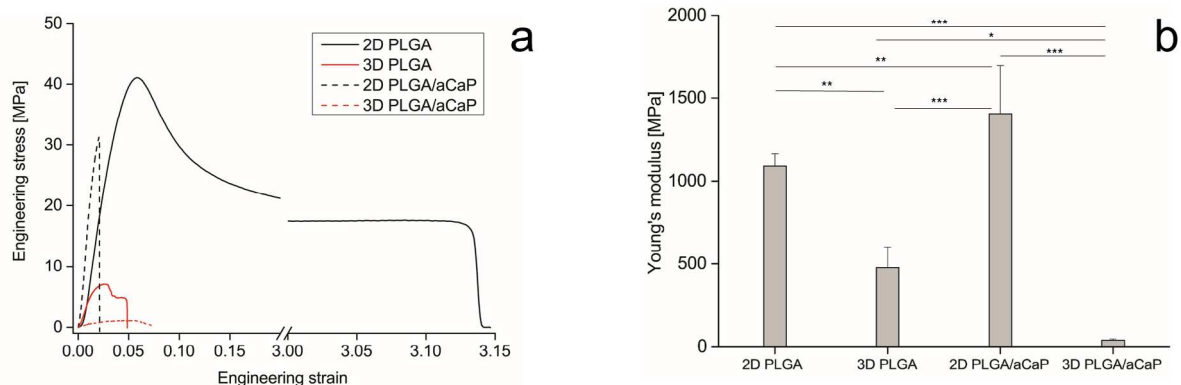 a
50
40
30
20
10
0
Engineering stress [MPa]
2D PLGA
3D PLGA
2D PLGA/aCaP
3D PLGA/aCaP
0.00 0.05 0.10 0.15 3.00 3.05 3.10 3.15
Engineering strain
b
2000
1500
1000
500
0
Young's modulus [MPa]
***
*
** ***
** ***
2D PLGA 3D PLGA 2D PLGA/aCaP 3D PLGA/aCaP